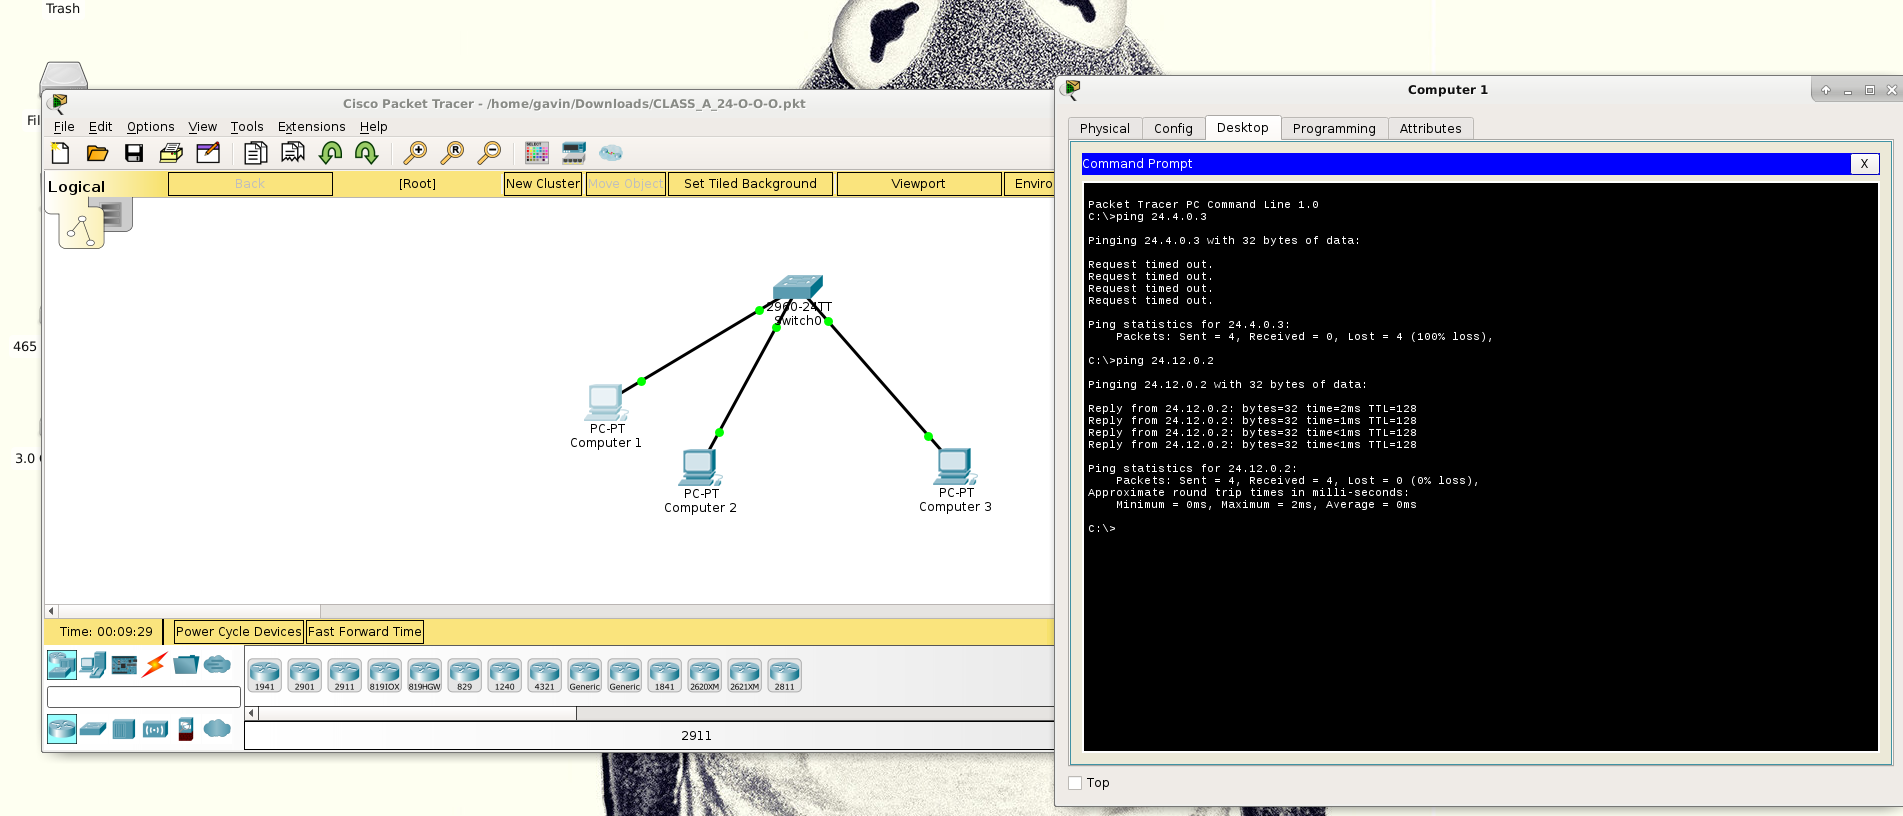 Trash
Fil
465
3.0
Cisco Packet Tracer - /home/gavin/Downloads/CLASS_A_24-O-O-O.pkt
File Edit Options View Tools Extensions Help
Logical
Back
[Root]
New Cluster
Move Object
Set Tiled Background
Viewport
Enviro
2960-24TT
Switch0
PC-PT
Computer 1
PC-PT
Computer 2
PC-PT
Computer 3
Time: 00:09:29
Power Cycle Devices
Fast Forward Time
SELECT
R
1941 2901 2911 819IOX 819HGW 829 1240 4321 Generic Generic 1841 2620XM 2621XM 2811
2911
Computer 1
Physical Config Desktop Programming Attributes
Command Prompt
X
Packet Tracer PC Command Line 1.0
C:\>ping 24.4.0.3
Pinging 24.4.0.3 with 32 bytes of data:
Request timed out.
Request timed out.
Request timed out.
Request timed out.
Ping statistics for 24.4.0.3:
Packets: Sent = 4, Received = 0, Lost = 4 (100% loss),
C:\>ping 24.12.0.2
Pinging 24.12.0.2 with 32 bytes of data:
Reply from 24.12.0.2: bytes=32 time=2ms TTL=128
Reply from 24.12.0.2: bytes=32 time=1ms TTL=128
Reply from 24.12.0.2: bytes=32 time<1ms TTL=128
Reply from 24.12.0.2: bytes=32 time<1ms TTL=128
Ping statistics for 24.12.0.2:
Packets: Sent = 4, Received = 4, Lost = 0 (0% loss),
Approximate round trip times in milli-seconds:
Minimum = 0ms, Maximum = 2ms, Average = 0ms
C:\>
Top